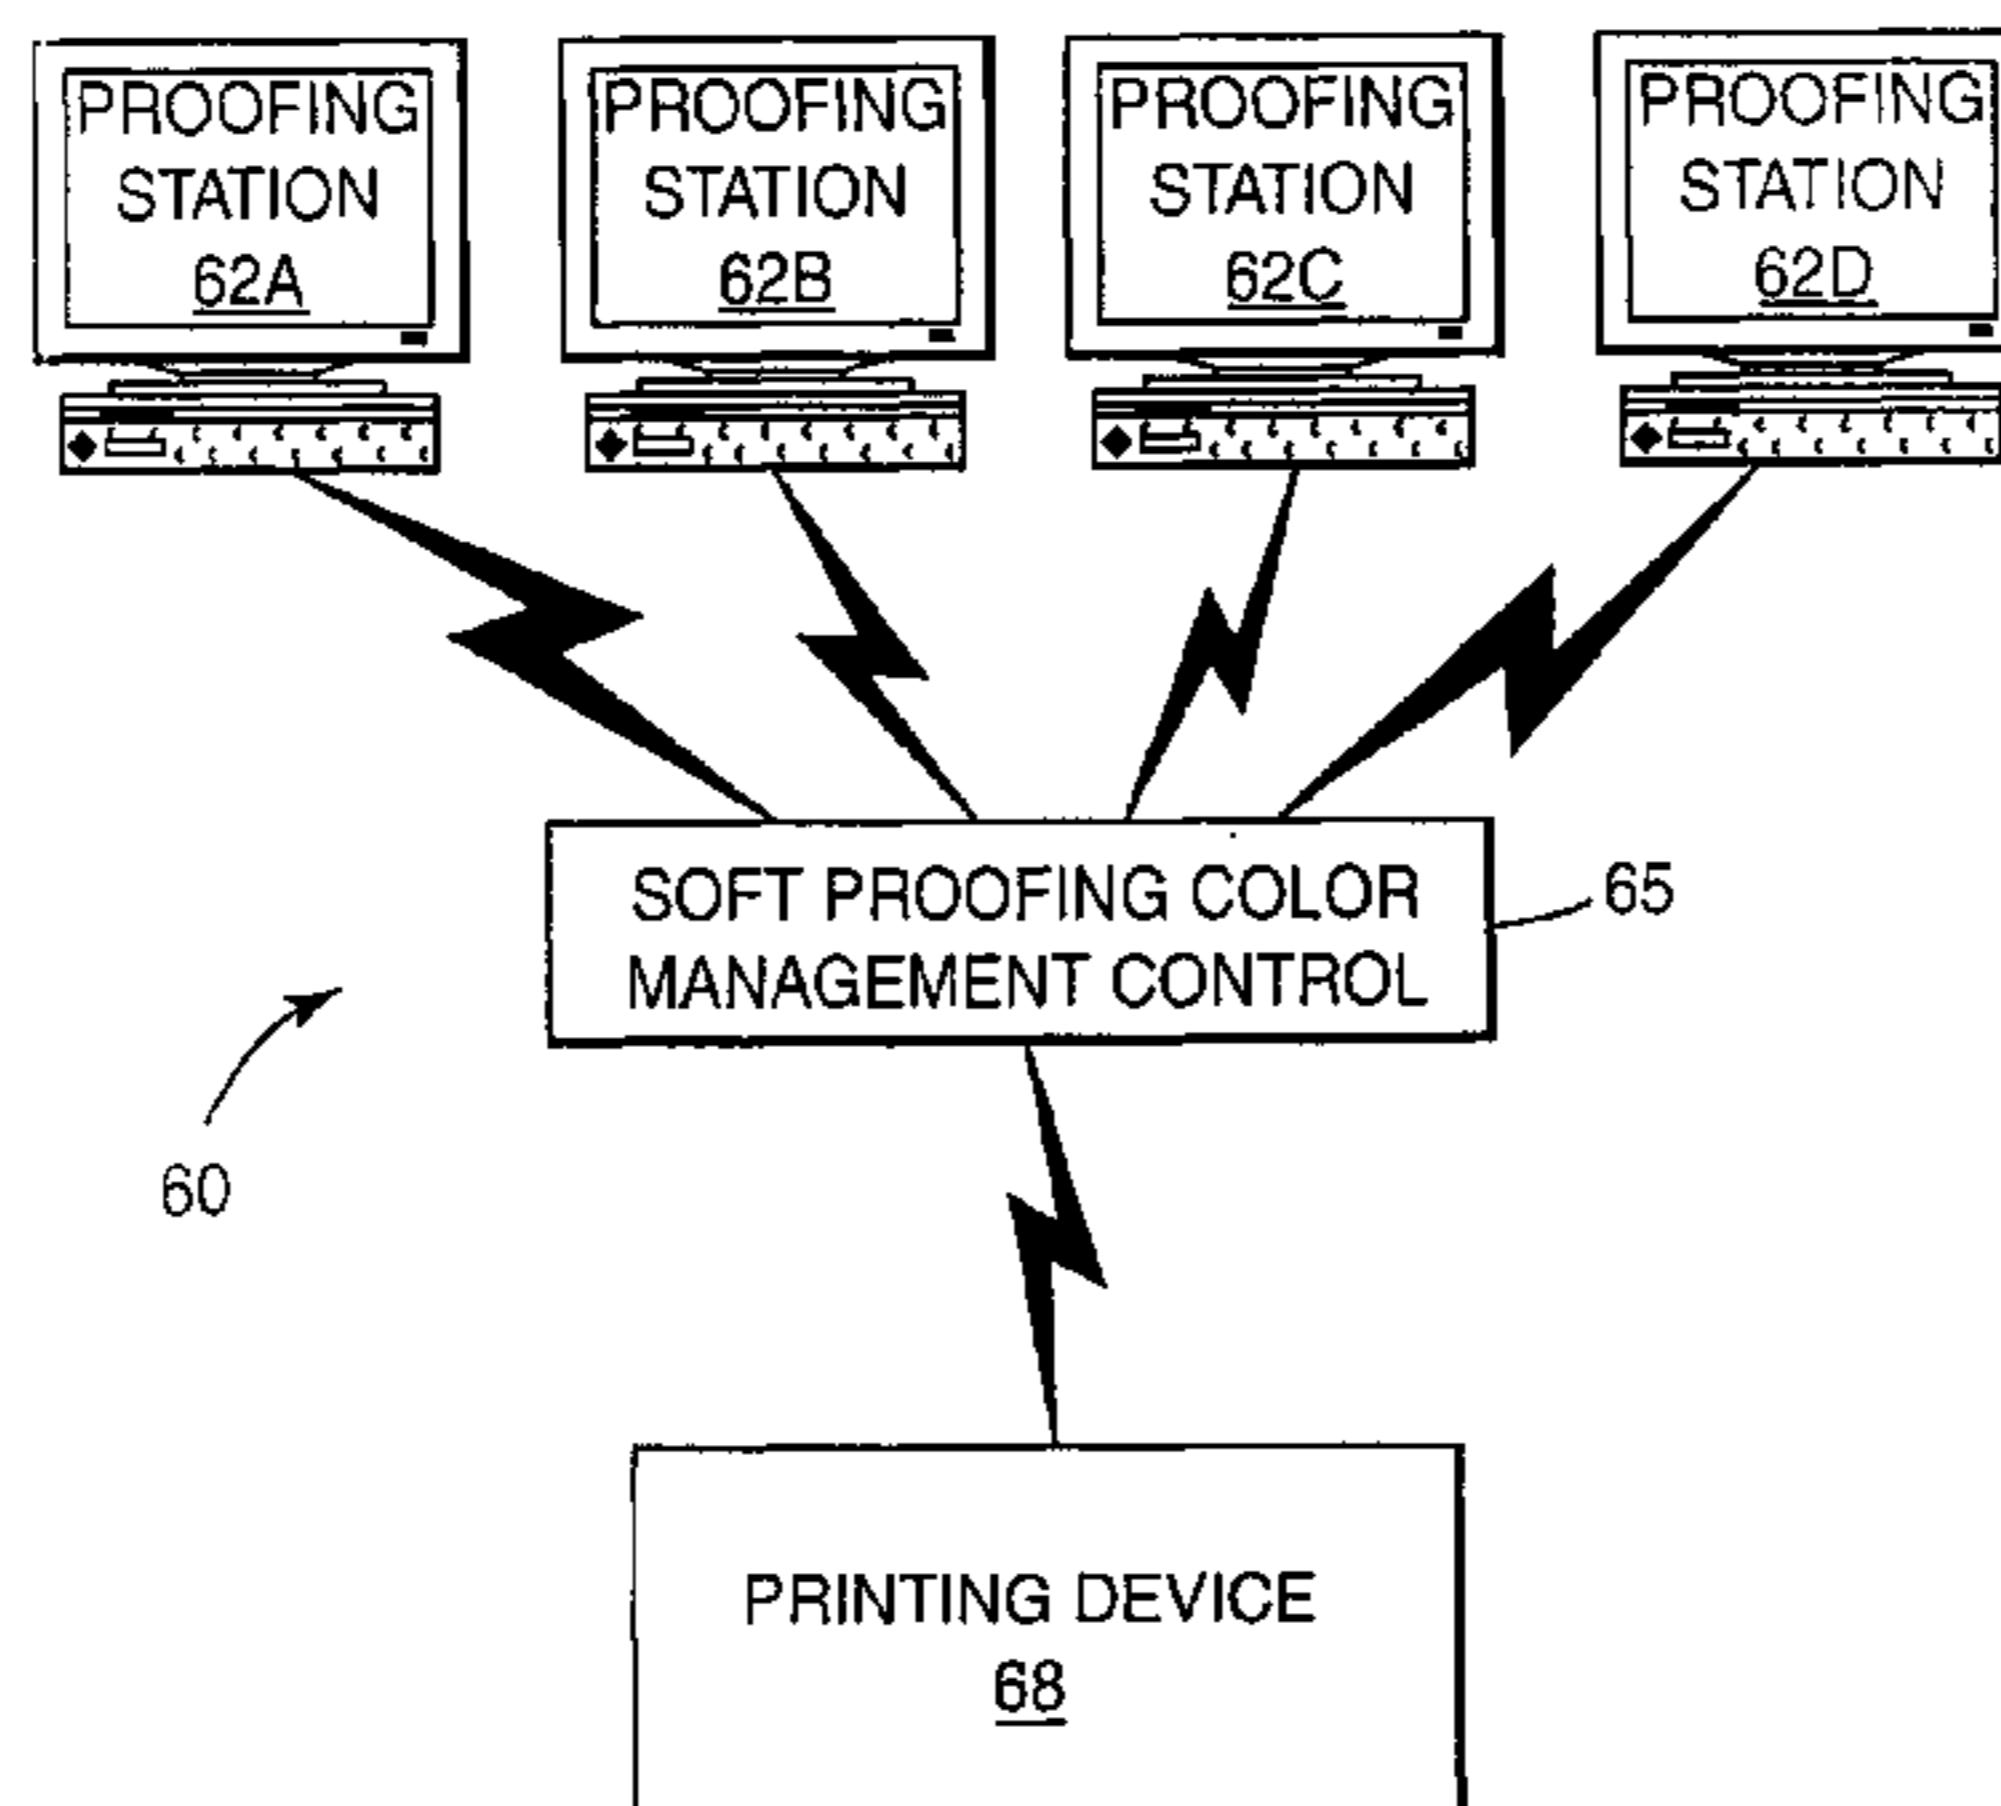 PROOFING
STATION
62A
PROOFING
STATION
62B
PROOFING
STATION
62C
PROOFING
STATION
62D
SOFT PROOFING COLOR
MANAGEMENT CONTROL
65
60
PRINTING DEVICE
68